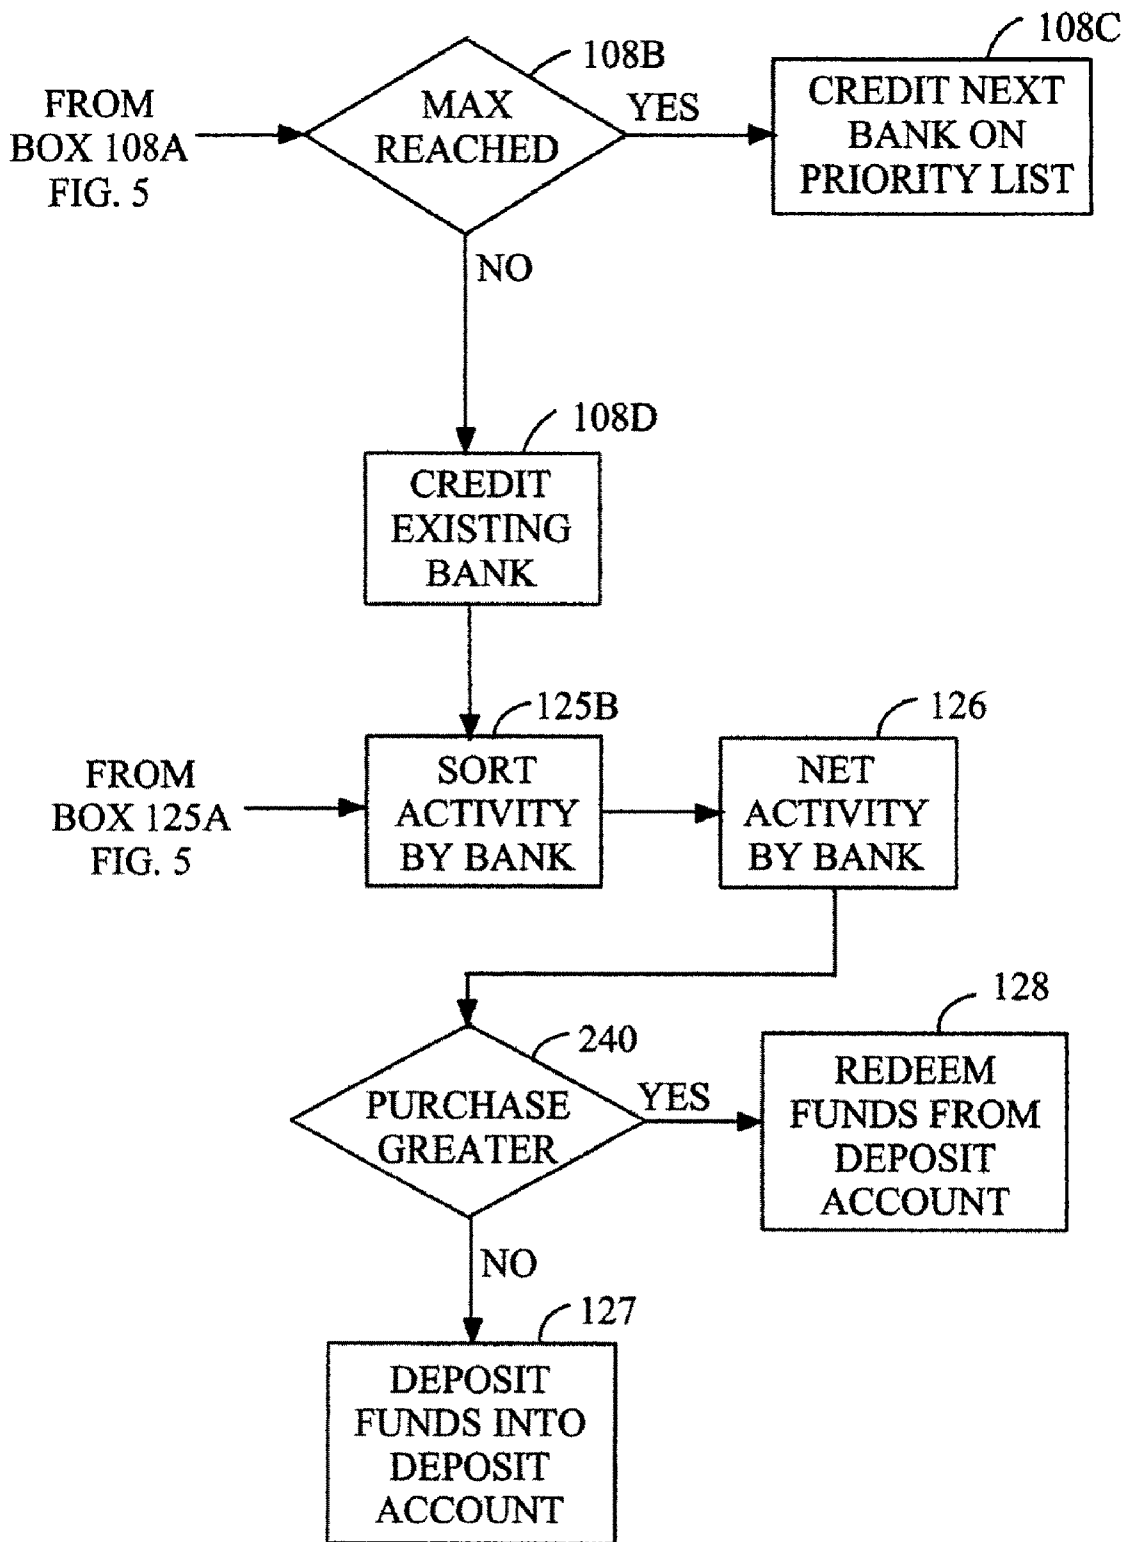 108B
108C
FROM
BOX 108A
FIG. 5
MAX
REACHED
YES
CREDIT NEXT
BANK ON
PRIORITY LIST
NO
108D
CREDIT
EXISTING
BANK
125B
126
FROM
BOX 125A
FIG. 5
SORT
ACTIVITY
BY BANK
NET
ACTIVITY
BY BANK
240
128
PURCHASE
GREATER
YES
REDEEM
FUNDS FROM
DEPOSIT
ACCOUNT
NO
127
DEPOSIT
FUNDS INTO
DEPOSIT
ACCOUNT